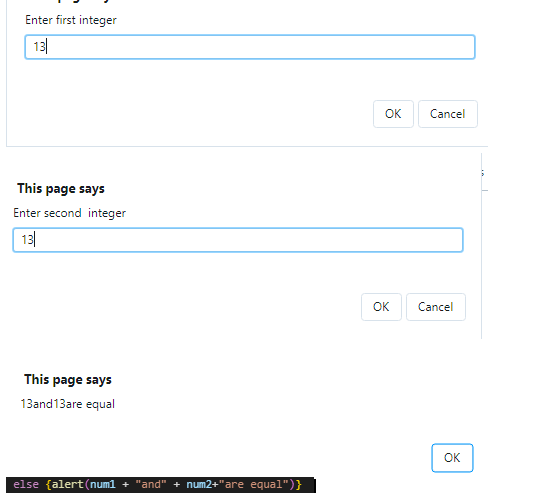 Enter first integer
13
OK Cancel
This page says
Enter second  integer
13
OK Cancel
This page says
13and13are equal
OK
else {alert(num1 + "and" + num2+"are equal")}